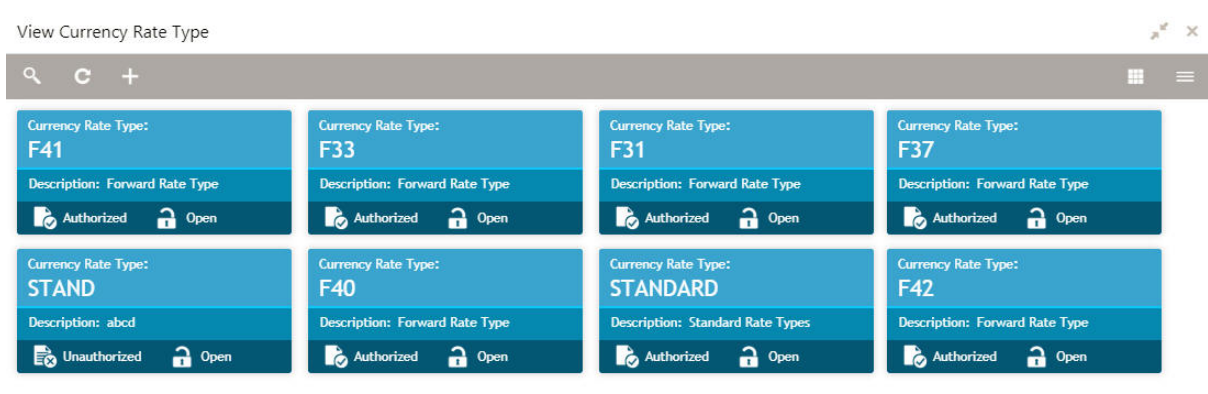 View Currency Rate Type
Currency Rate Type: Currency Rate Type: Currency Rate Type: Currency Rate Type:
F41 F33 F31 F37
Description: Forward Rate Type Description: Forward Rate Type Description: Forward Rate Type Description: Forward Rate Type
Authorized Open Authorized Open Authorized Open Authorized Open
Currency Rate Type: Currency Rate Type: Currency Rate Type: Currency Rate Type:
STAND F40 STANDARD F42
Description: abcd Description: Forward Rate Type Description: Standard Rate Types Description: Forward Rate Type
Unauthorized Open Authorized Open Authorized Open Authorized Open